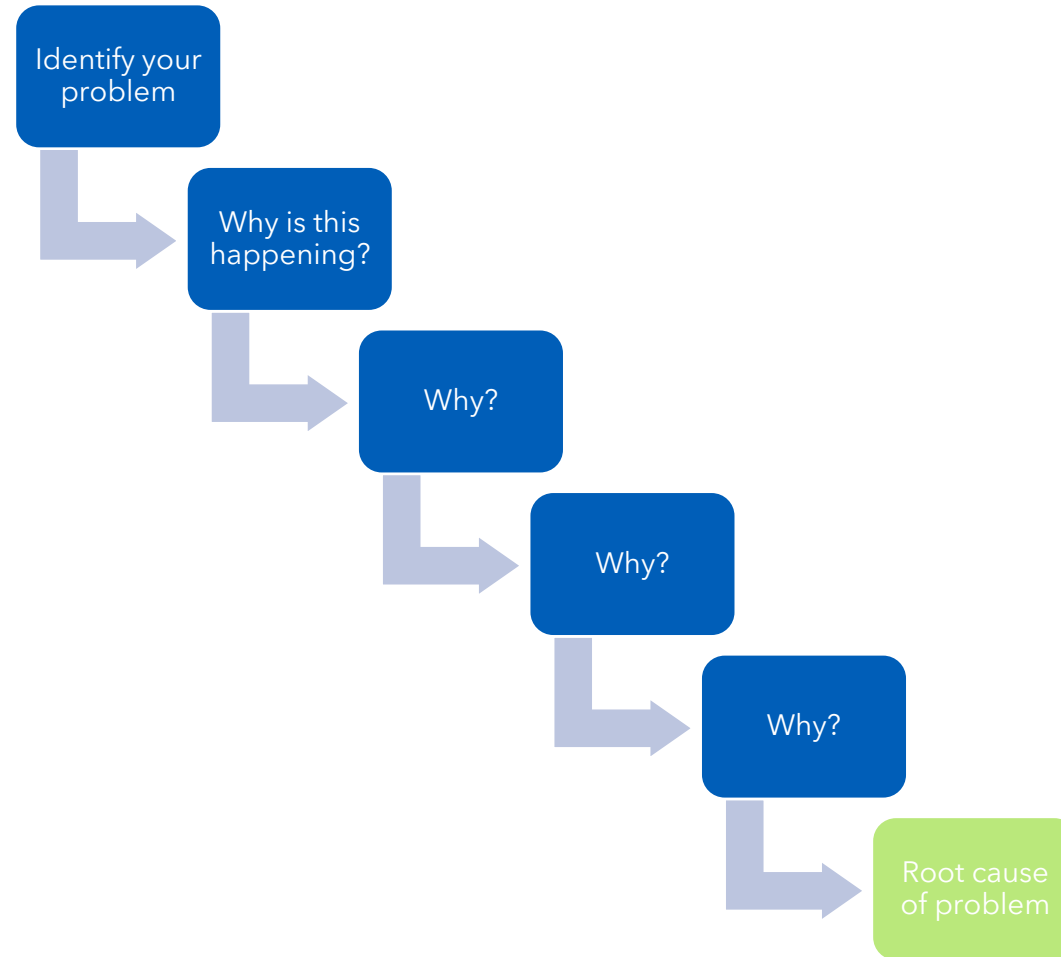 Identify your
problem
Why is this
happening?
Why?
Why?
Why?
Root cause
of problem